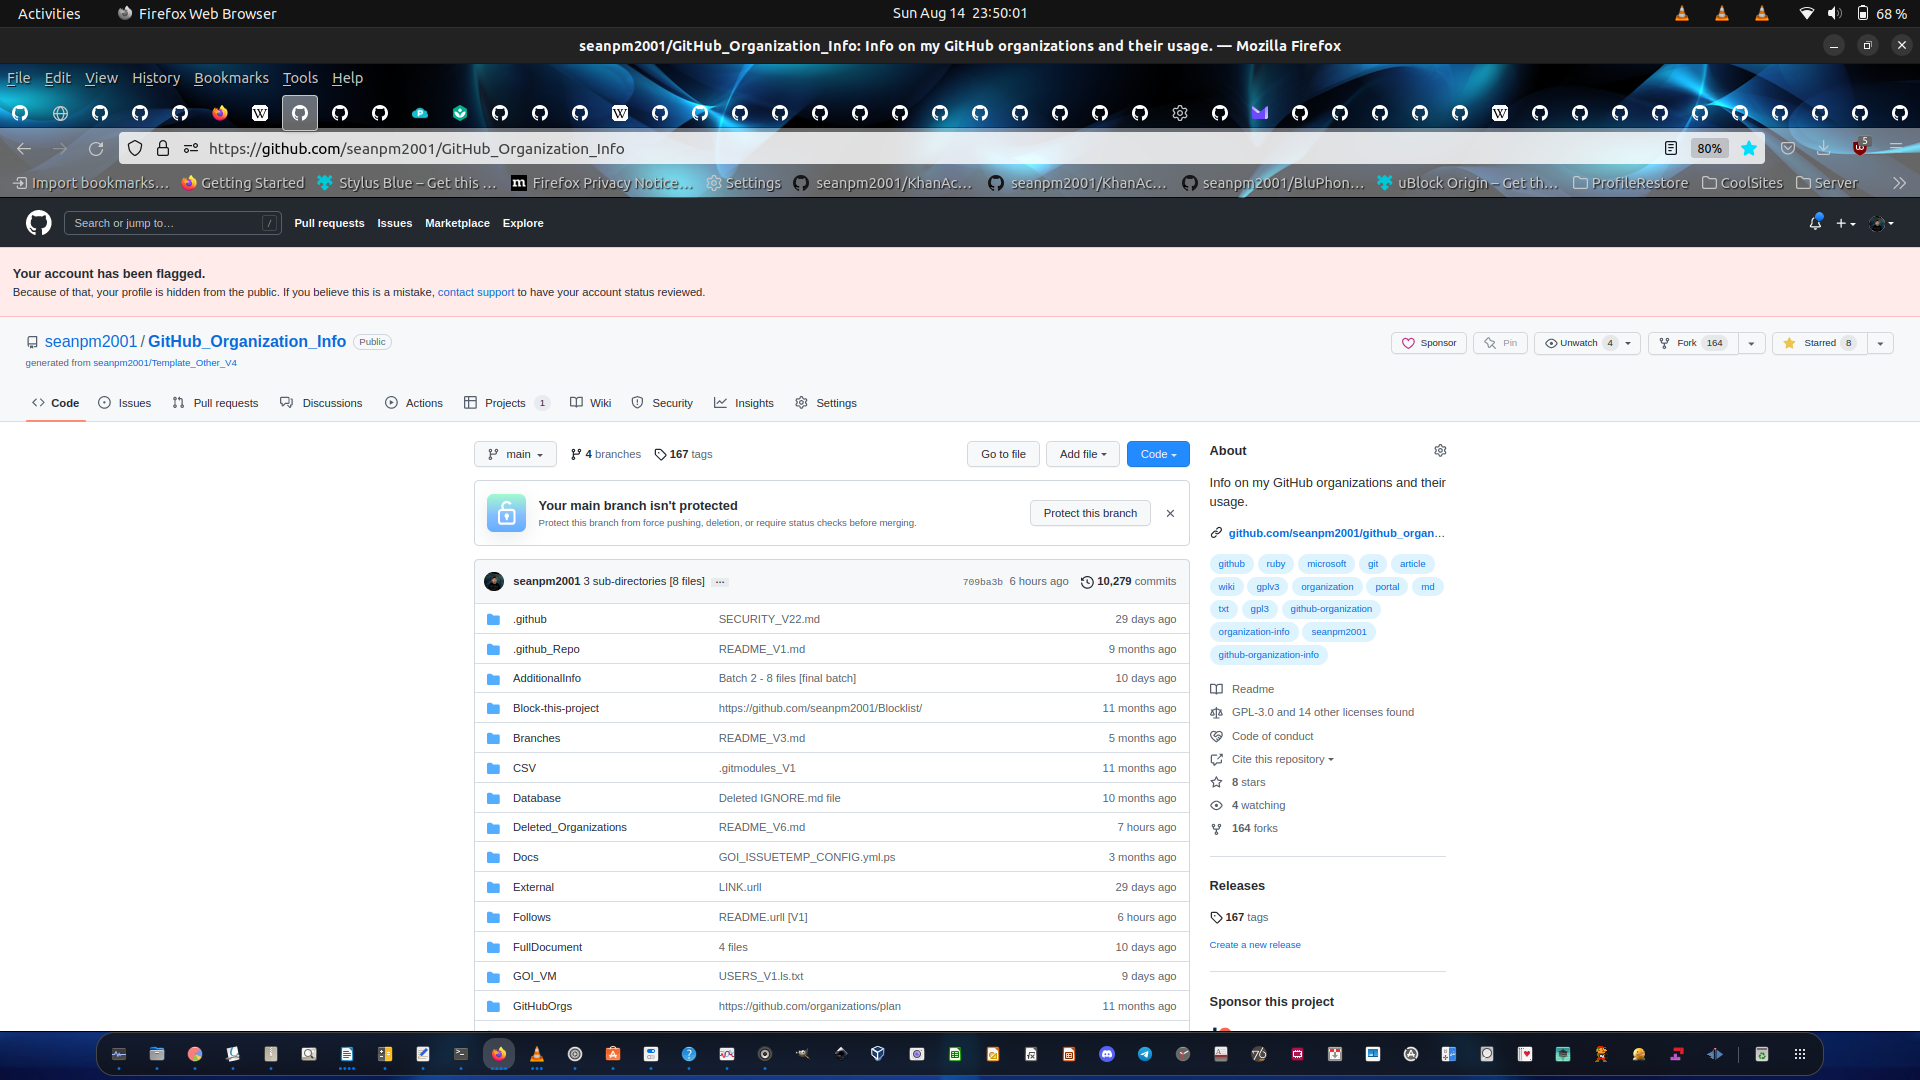 Activities
Firefox Web Browser
Sun Aug 14 23:50:01
68 %
seanpm2001/GitHub_Organization_Info: Info on my GitHub organizations and their usage. — Mozilla Firefox
File Edit View History Bookmarks Tools Help
https://github.com/seanpm2001/GitHub_Organization_Info
80%
5
Import bookmarks… Getting Started Stylus Blue – Get this … Firefox Privacy Notice… Settings seanpm2001/KhanAc… seanpm2001/KhanAc… seanpm2001/BluPhon… uBlock Origin – Get th… ProfileRestore CoolSites Server
Search or jump to… /
Pull requests Issues Marketplace Explore
Your account has been flagged.
Because of that, your profile is hidden from the public. If you believe this is a mistake, contact support to have your account status reviewed.
seanpm2001 / GitHub_Organization_Info Public
generated from seanpm2001/Template_Other_V4
Sponsor Pin Unwatch 4 Fork 164 Starred 8
Code Issues Pull requests Discussions Actions Projects 1 Wiki Security Insights Settings
main 4 branches 167 tags
Go to file Add file Code
Your main branch isn't protected
Protect this branch from force pushing, deletion, or require status checks before merging.
Protect this branch
seanpm2001 3 sub-directories [8 files] … 709ba3b 6 hours ago 10,279 commits
.github SECURITY_V22.md 29 days ago
.github_Repo README_V1.md 9 months ago
AdditionalInfo Batch 2 - 8 files [final batch] 10 days ago
Block-this-project https://github.com/seanpm2001/Blocklist/ 11 months ago
Branches README_V3.md 5 months ago
CSV .gitmodules_V1 11 months ago
Database Deleted IGNORE.md file 10 months ago
Deleted_Organizations README_V6.md 7 hours ago
Docs GOI_ISSUETEMP_CONFIG.yml.ps 3 months ago
External LINK.urll 29 days ago
Follows README.urll [V1] 6 hours ago
FullDocument 4 files 10 days ago
GOI_VM USERS_V1.ls.txt 9 days ago
GitHubOrgs https://github.com/organizations/plan 11 months ago
About
Info on my GitHub organizations and their
usage.
github.com/seanpm2001/github_organ…
github ruby microsoft git article
wiki gplv3 organization portal md
txt gpl3 github-organization
organization-info seanpm2001
github-organization-info
Readme
GPL-3.0 and 14 other licenses found
Code of conduct
Cite this repository
8 stars
4 watching
164 forks
Releases
167 tags
Create a new release
Sponsor this project